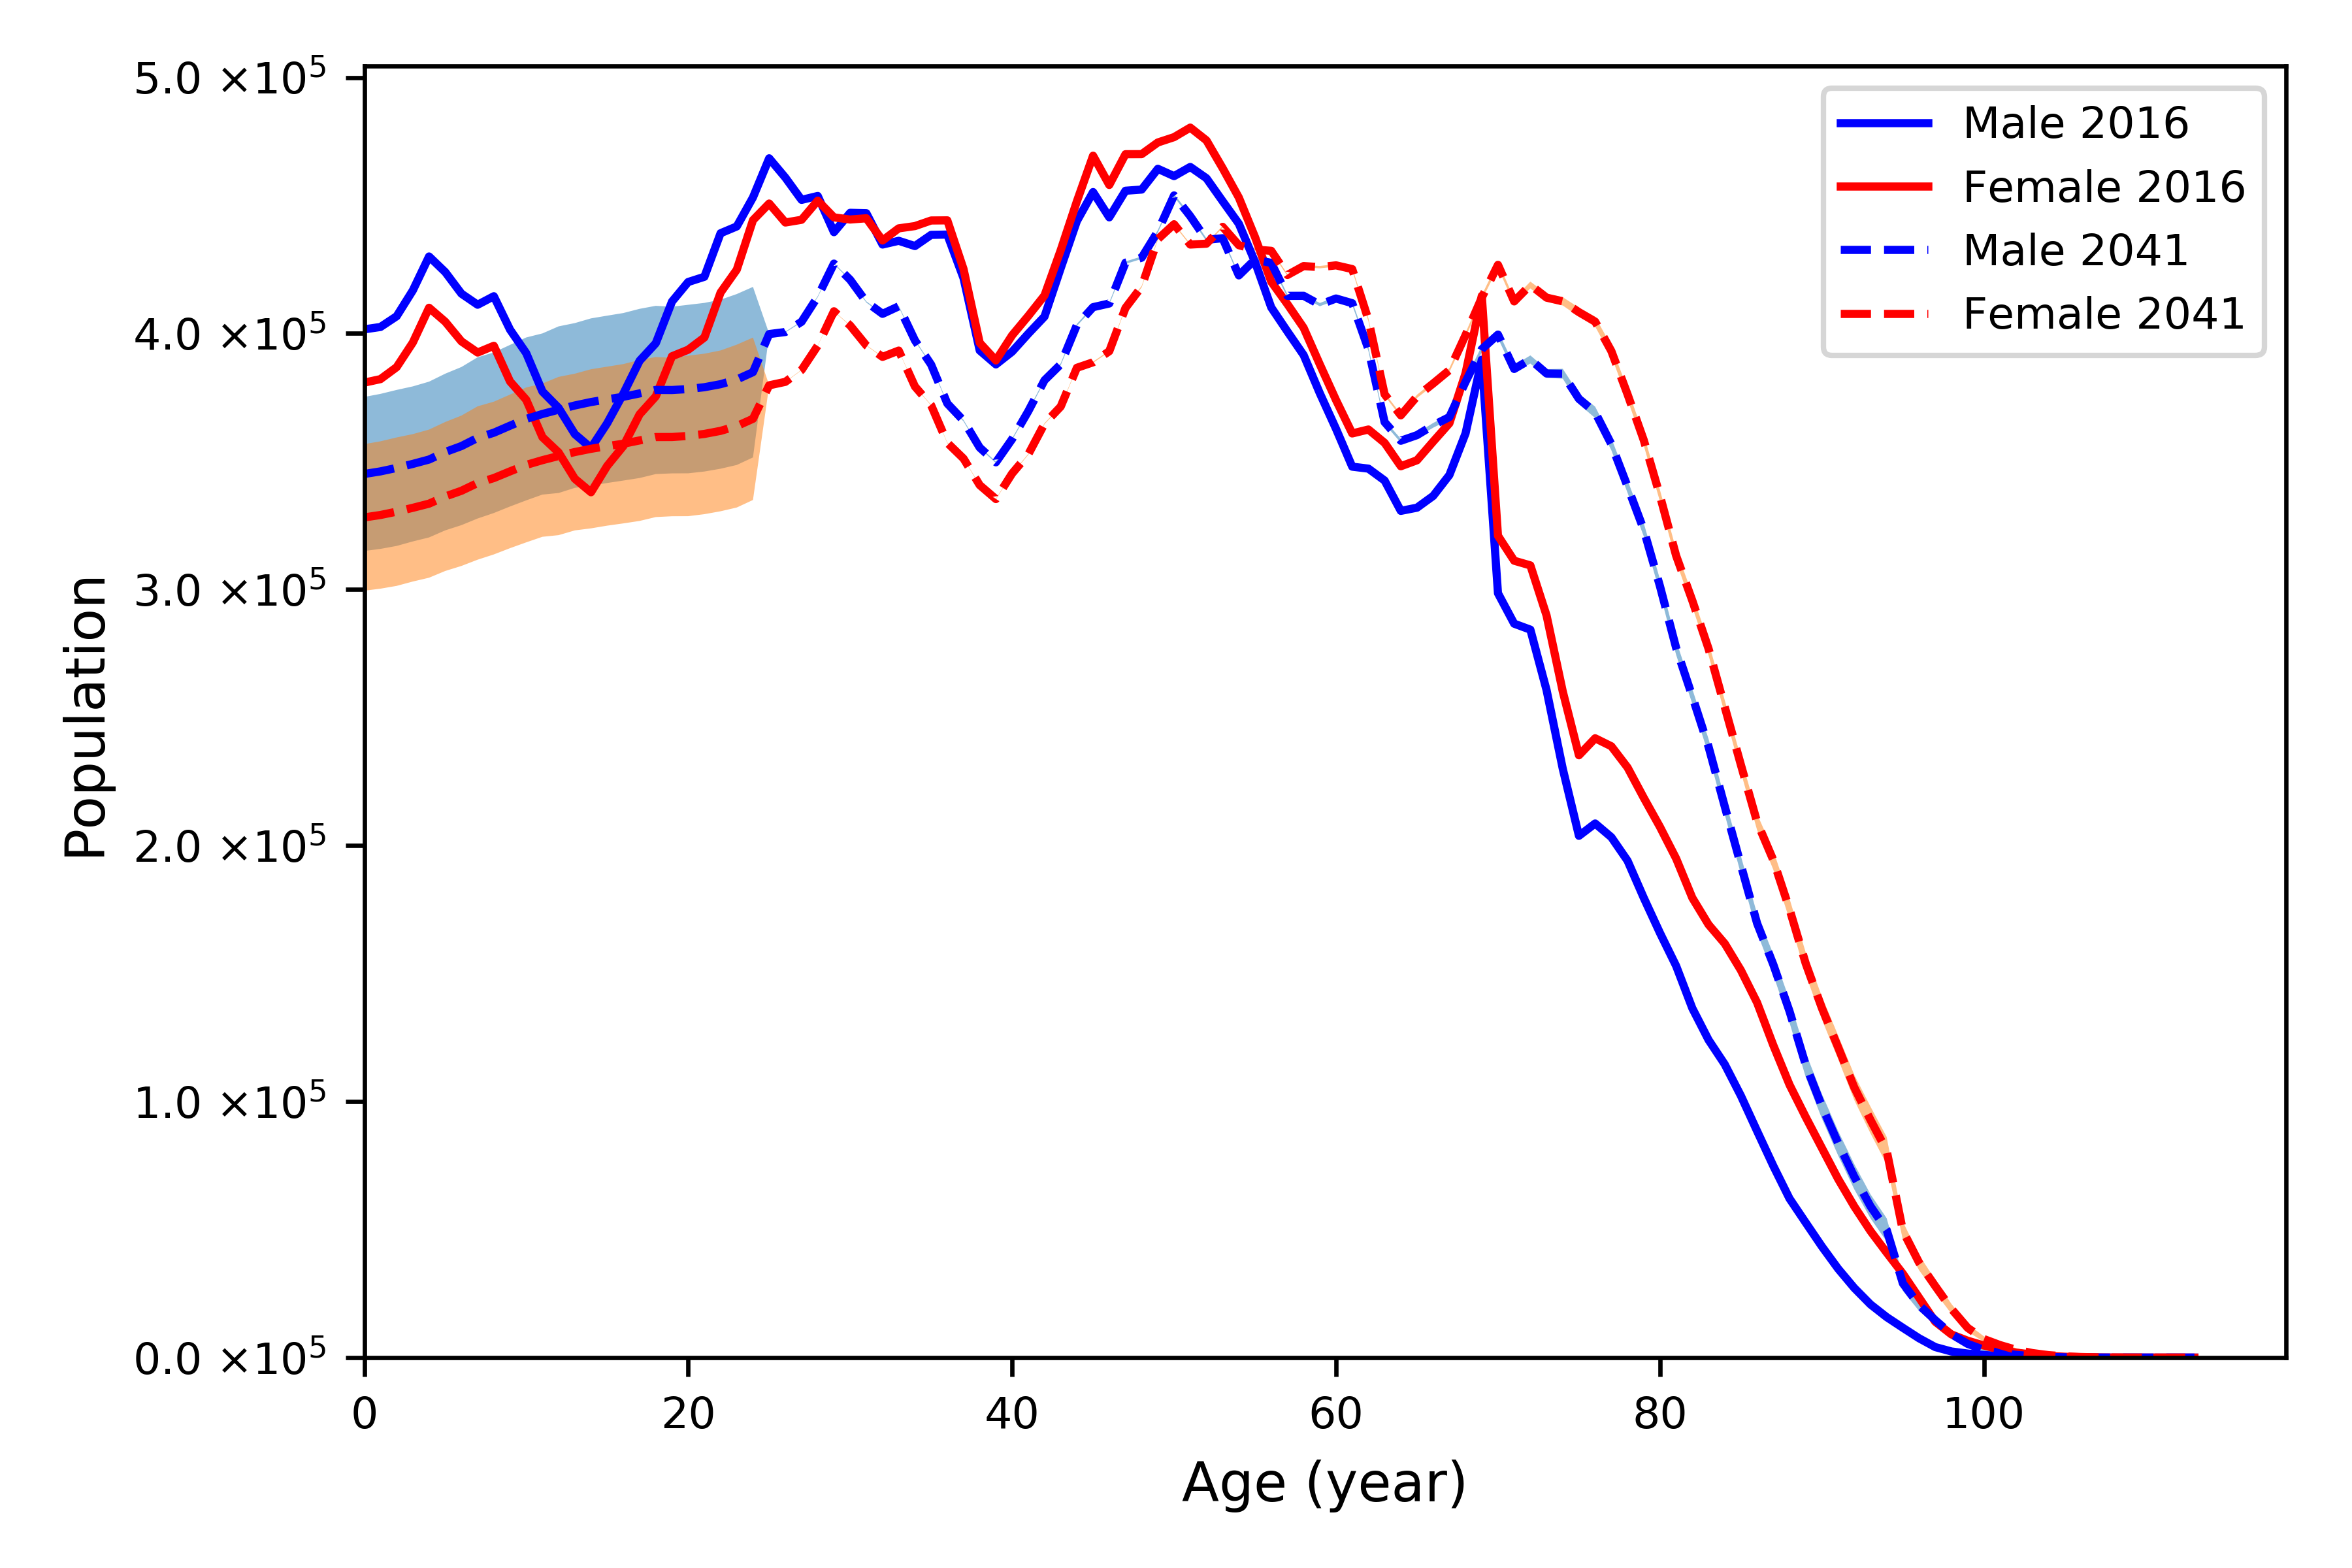 5.0 ×10⁵
4.0 ×10⁵
3.0 ×10⁵
2.0 ×10⁵
1.0 ×10⁵
0.0 ×10⁵
Population
0 20 40 60 80 100
Age (year)
Male 2016
Female 2016
Male 2041
Female 2041